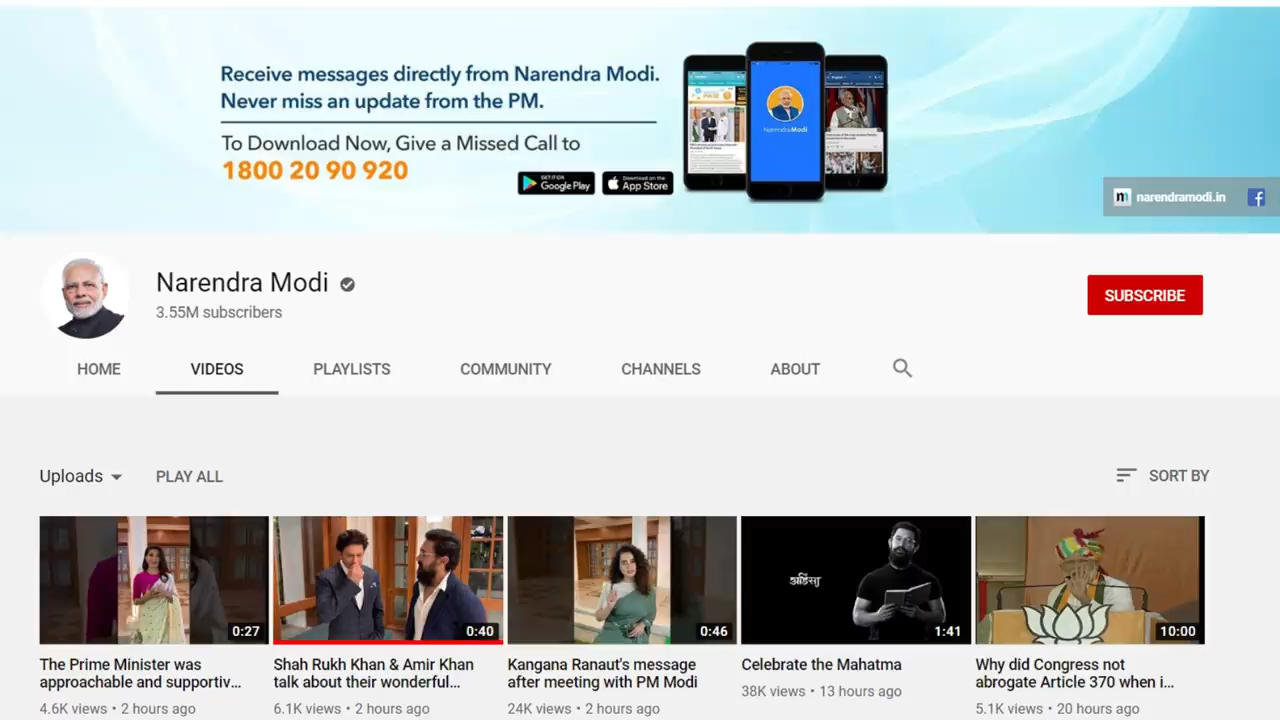 Receive messages directly from Narendra Modi.
Never miss an update from the PM.
To Download Now, Give a Missed Call to
1800 20 90 920
GET IT ON
Google Play
Download on the
App Store
NarendraModi
narendramodi.in
Narendra Modi
3.55M subscribers
SUBSCRIBE
HOME VIDEOS PLAYLISTS COMMUNITY CHANNELS ABOUT
Uploads PLAY ALL SORT BY
अहिंसा
0:27 0:40 0:46 1:41 10:00
The Prime Minister was
approachable and supportiv...
4.6K views • 2 hours ago
Shah Rukh Khan & Amir Khan
talk about their wonderful...
6.1K views • 2 hours ago
Kangana Ranaut's message
after meeting with PM Modi
24K views • 2 hours ago
Celebrate the Mahatma
38K views • 13 hours ago
Why did Congress not
abrogate Article 370 when i...
5.1K views • 20 hours ago